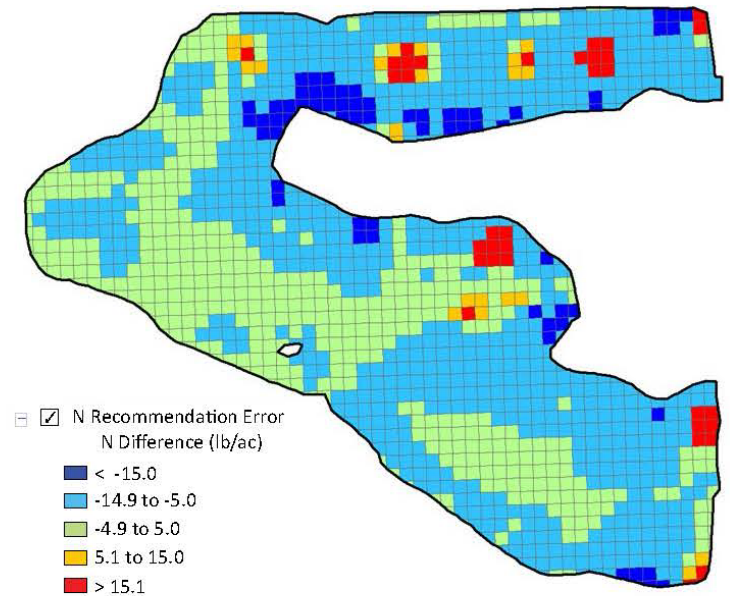 N Recommendation Error
N Difference (lb/ac)
< -15.0
-14.9 to -5.0
-4.9 to 5.0
5.1 to 15.0
> 15.1